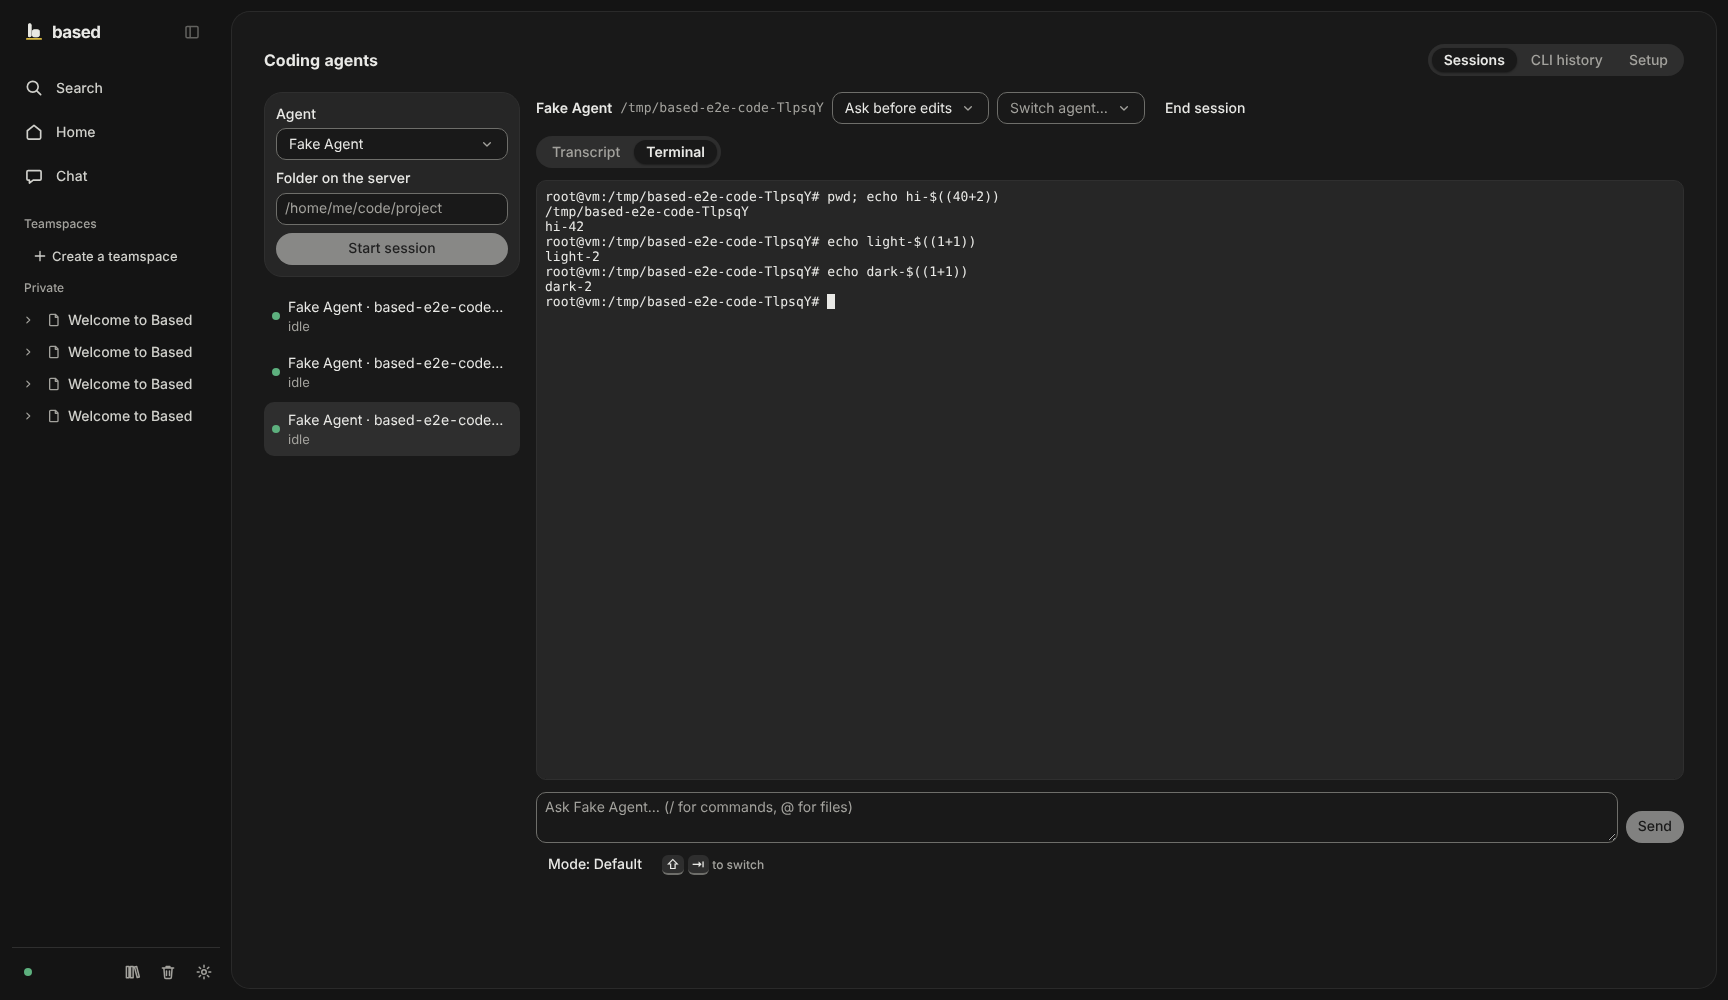 based
Search
Home
Chat
Teamspaces
Create a teamspace
Private
Welcome to Based
Welcome to Based
Welcome to Based
Welcome to Based
Coding agents
Sessions
CLI history
Setup
Agent
Fake Agent
Folder on the server
/home/me/code/project
Start session
Fake Agent · based-e2e-code...
idle
Fake Agent · based-e2e-code...
idle
Fake Agent · based-e2e-code...
idle
Fake Agent /tmp/based-e2e-code-TlpsqY
Ask before edits
Switch agent...
End session
Transcript
Terminal
root@vm:/tmp/based-e2e-code-TlpsqY# pwd; echo hi-$((40+2))
/tmp/based-e2e-code-TlpsqY
hi-42
root@vm:/tmp/based-e2e-code-TlpsqY# echo light-$((1+1))
light-2
root@vm:/tmp/based-e2e-code-TlpsqY# echo dark-$((1+1))
dark-2
root@vm:/tmp/based-e2e-code-TlpsqY#
Ask Fake Agent... (/ for commands, @ for files)
Send
Mode: Default
to switch